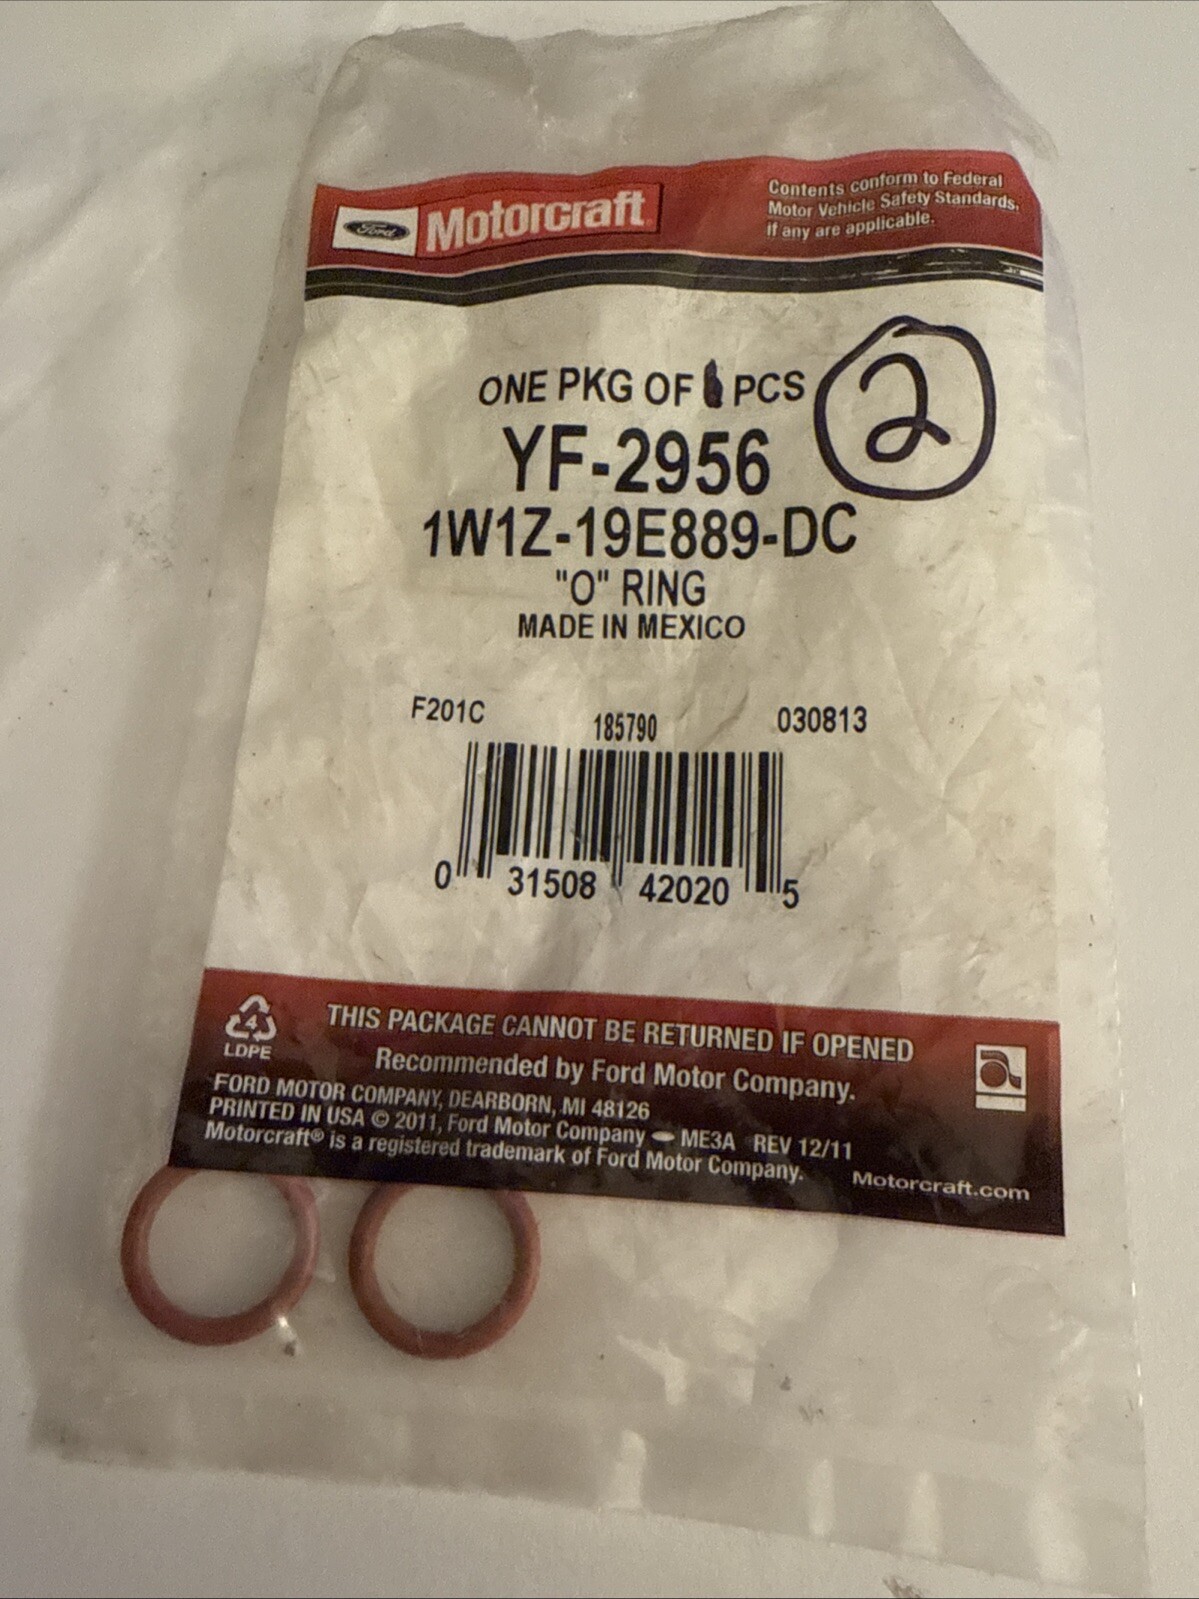 Ford Motorcraft
Contents conform to Federal
Motor Vehicle Safety Standards,
if any are applicable.
ONE PKG OF PCS
2
YF-2956
1W1Z-19E889-DC
"O" RING
MADE IN MEXICO
F201C 185790 030813
0 31508 42020 5
4
LDPE
THIS PACKAGE CANNOT BE RETURNED IF OPENED
Recommended by Ford Motor Company.
FORD MOTOR COMPANY, DEARBORN, MI 48126
PRINTED IN USA © 2011, Ford Motor Company — ME3A REV 12/11
Motorcraft® is a registered trademark of Ford Motor Company.
Motorcraft.com